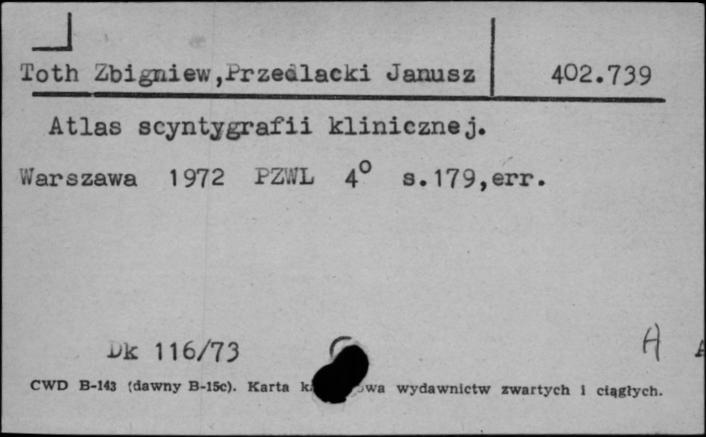 Toth Zbigniew,Przedlacki Janusz 402.739
Atlas scyntygrafii klinicznej.
Warszawa 1972 PZWL 4° s.179,err.
Dk 116/73 A
CWD B-143 (dawny B-15c). Karta wydawnictw zwartych i ciągłych.